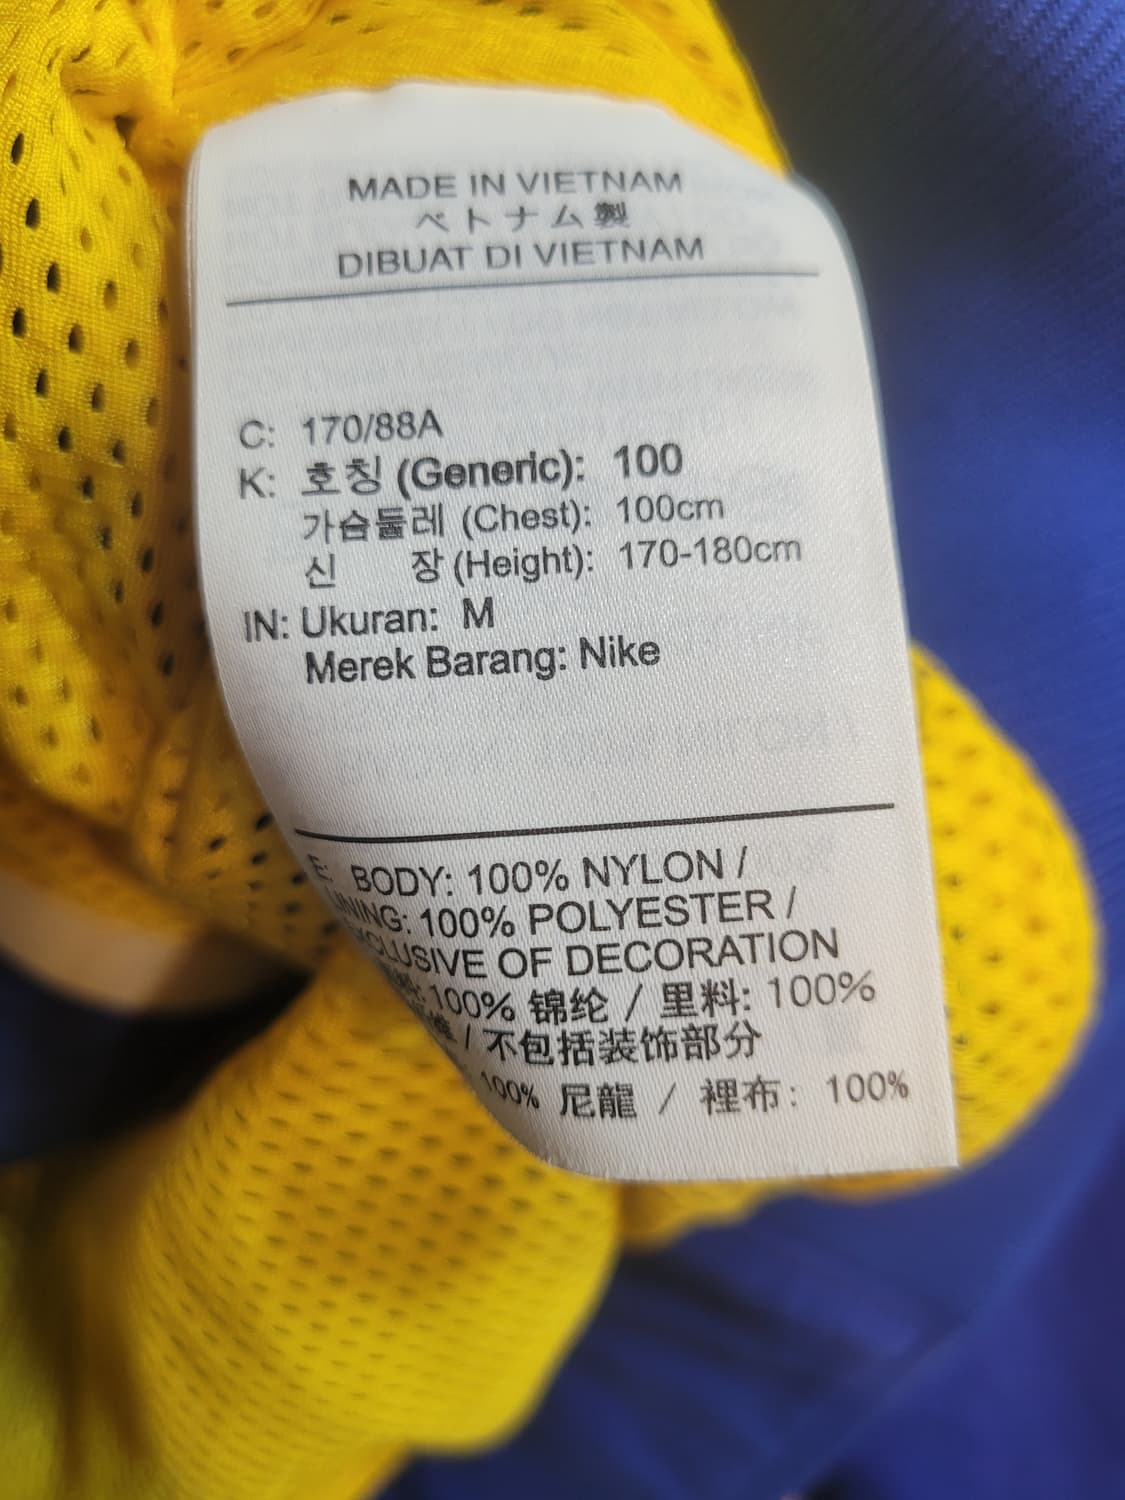 MADE IN VIETNAM
ベトナム製
DIBUAT DI VIETNAM
C: 170/88A
K: 호칭 (Generic): 100
가슴둘레 (Chest): 100cm
신 장 (Height): 170-180cm
IN: Ukuran: M
Merek Barang: Nike
E: BODY: 100% NYLON /
LINING: 100% POLYESTER /
EXCLUSIVE OF DECORATION
100% 锦纶 / 里料: 100%
/ 不包括装饰部分
100% 尼龍 / 裡布: 100%